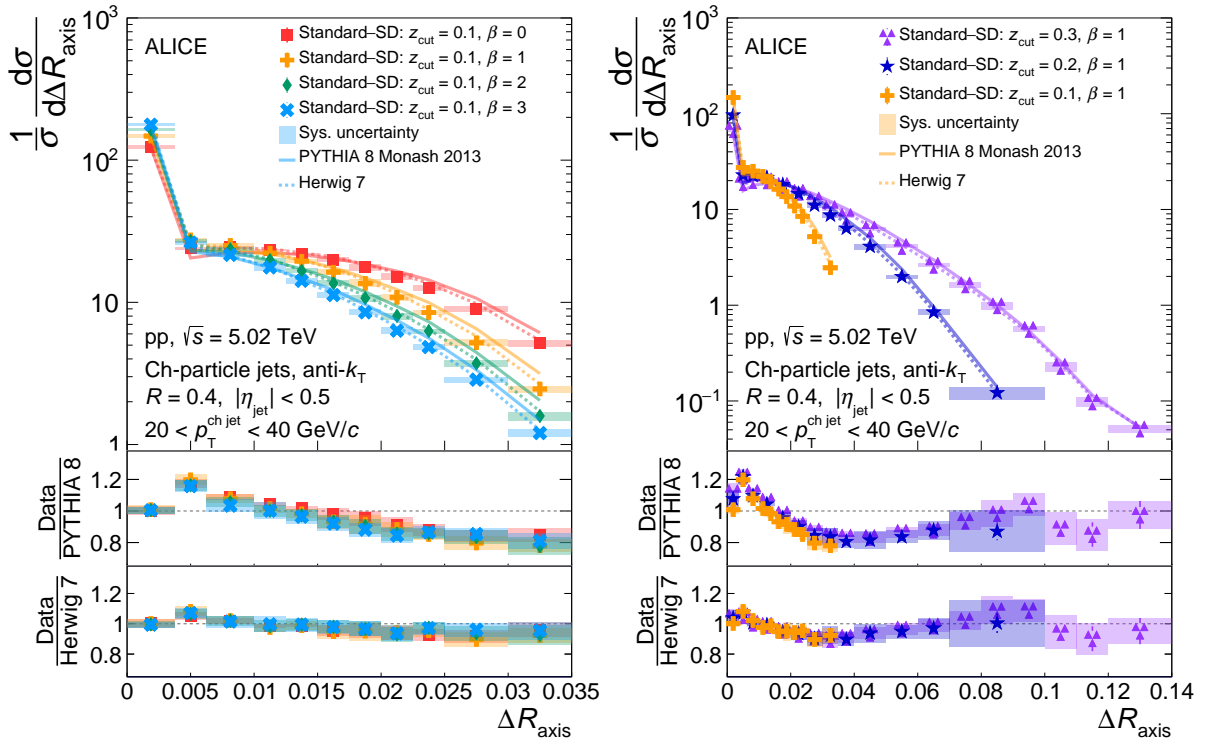 1/σ dσ/dΔR_axis
10³
10²
10
1
ALICE
Standard–SD: z_cut = 0.1, β = 0
Standard–SD: z_cut = 0.1, β = 1
Standard–SD: z_cut = 0.1, β = 2
Standard–SD: z_cut = 0.1, β = 3
Sys. uncertainty
PYTHIA 8 Monash 2013
Herwig 7
pp, √s = 5.02 TeV
Ch-particle jets, anti-k_T
R = 0.4, |η_jet| < 0.5
20 < p_T^ch jet < 40 GeV/c
Data/PYTHIA 8
1.2
1
0.8
Data/Herwig 7
1.2
1
0.8
0 0.005 0.01 0.015 0.02 0.025 0.03 0.035
ΔR_axis
1/σ dσ/dΔR_axis
10³
10²
10
1
10⁻¹
ALICE
Standard–SD: z_cut = 0.3, β = 1
Standard–SD: z_cut = 0.2, β = 1
Standard–SD: z_cut = 0.1, β = 1
Sys. uncertainty
PYTHIA 8 Monash 2013
Herwig 7
pp, √s = 5.02 TeV
Ch-particle jets, anti-k_T
R = 0.4, |η_jet| < 0.5
20 < p_T^ch jet < 40 GeV/c
Data/PYTHIA 8
1.2
1
0.8
Data/Herwig 7
1.2
1
0.8
0 0.02 0.04 0.06 0.08 0.1 0.12 0.14
ΔR_axis